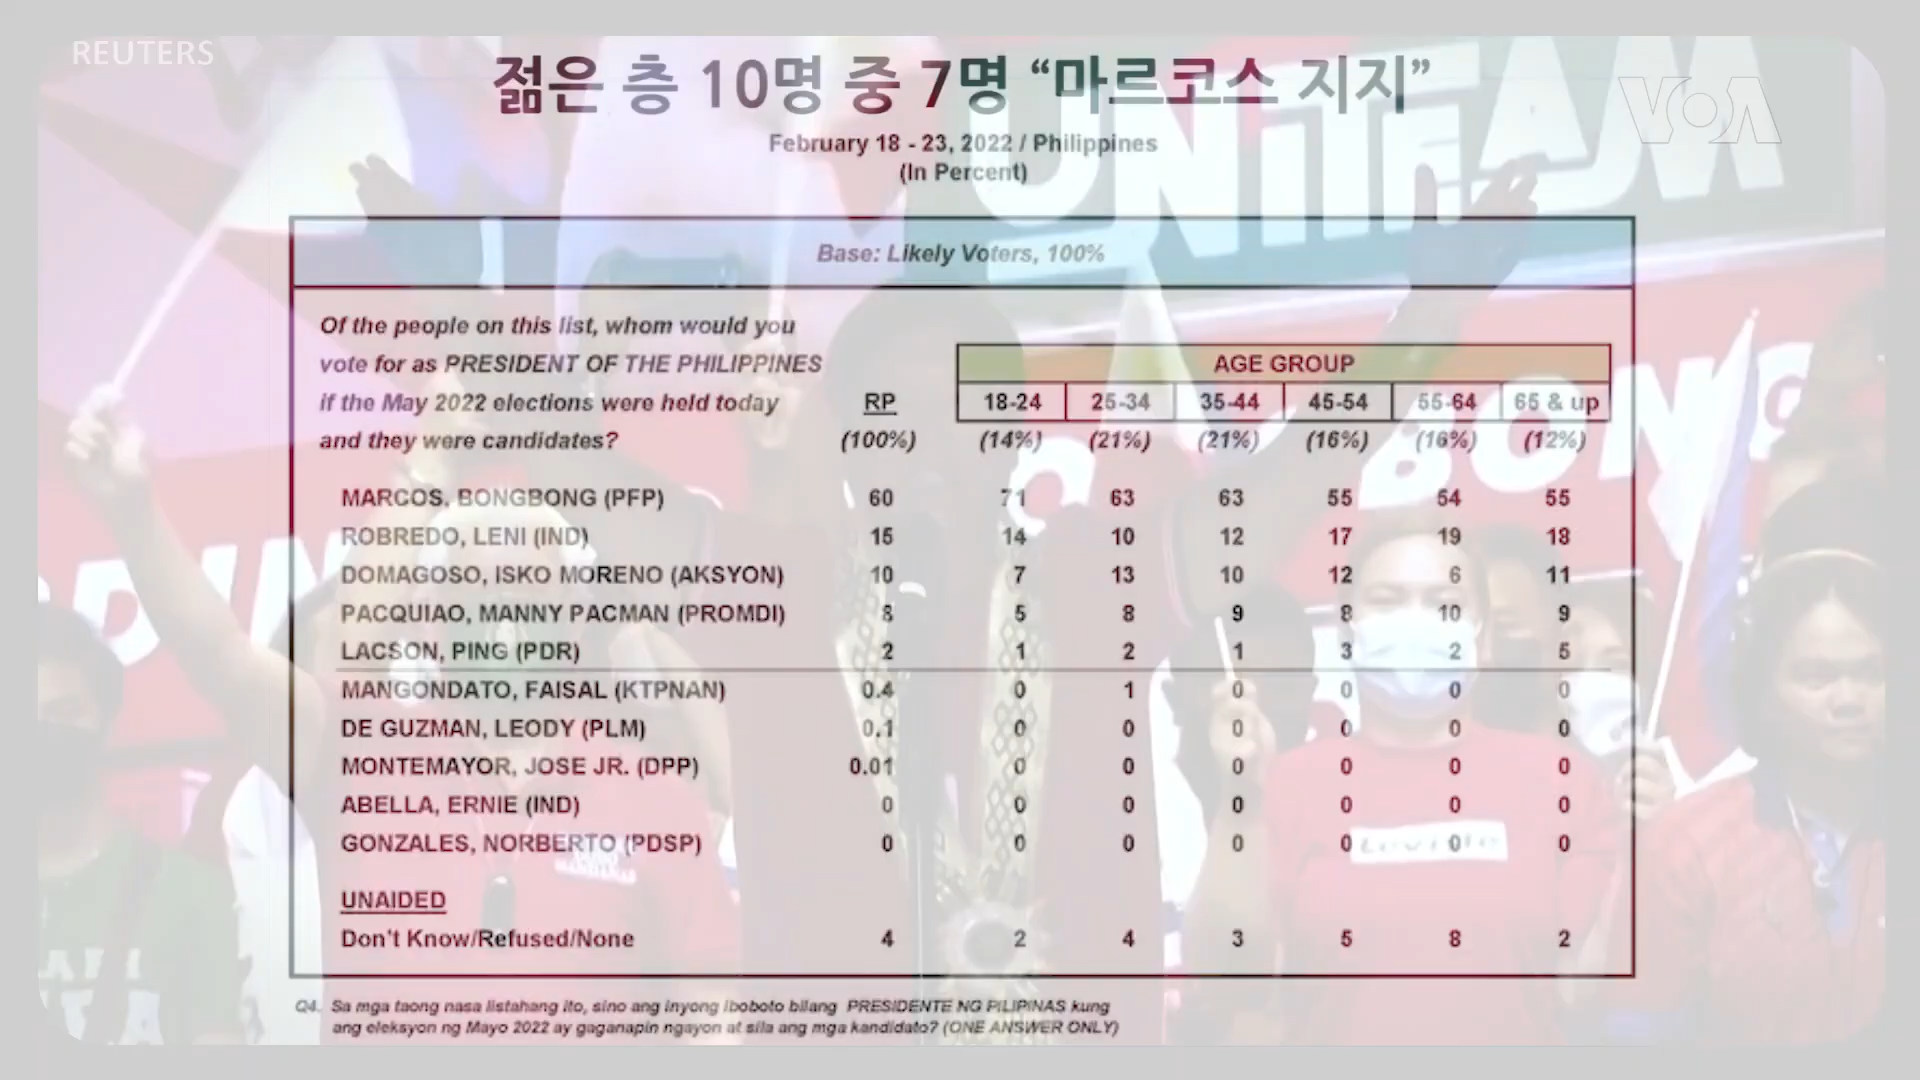 REUTERS
젊은 층 10명 중 7명 “마르코스 지지”
VOA
February 18 - 23, 2022 / Philippines
(In Percent)
UNITEAM
Base: Likely Voters, 100%
Of the people on this list, whom would you
vote for as PRESIDENT OF THE PHILIPPINES
if the May 2022 elections were held today
and they were candidates?
AGE GROUP
RP 18-24 25-34 35-44 45-54 55-64 65 & up
(100%) (14%) (21%) (21%) (16%) (16%) (12%)
BONG
MARCOS, BONGBONG (PFP) 60 71 63 63 55 54 55
ROBREDO, LENI (IND) 15 14 10 12 17 19 18
DOMAGOSO, ISKO MORENO (AKSYON) 10 7 13 10 12 6 11
PACQUIAO, MANNY PACMAN (PROMDI) 8 5 8 9 8 10 9
LACSON, PING (PDR) 2 1 2 1 3 2 5
MANGONDATO, FAISAL (KTPNAN) 0.4 0 1 0 0 0 0
DE GUZMAN, LEODY (PLM) 0.1 0 0 0 0 0 0
MONTEMAYOR, JOSE JR. (DPP) 0.01 0 0 0 0 0 0
ABELLA, ERNIE (IND) 0 0 0 0 0 0 0
GONZALES, NORBERTO (PDSP) 0 0 0 0 0 0 0
UNAIDED
Don't Know/Refused/None 4 2 4 3 5 8 2
Q4. Sa mga taong nasa listahang ito, sino ang inyong iboboto bilang PRESIDENTE NG PILIPINAS kung
ang eleksyon ng Mayo 2022 ay gaganapin ngayon at sila ang mga kandidato? (ONE ANSWER ONLY)